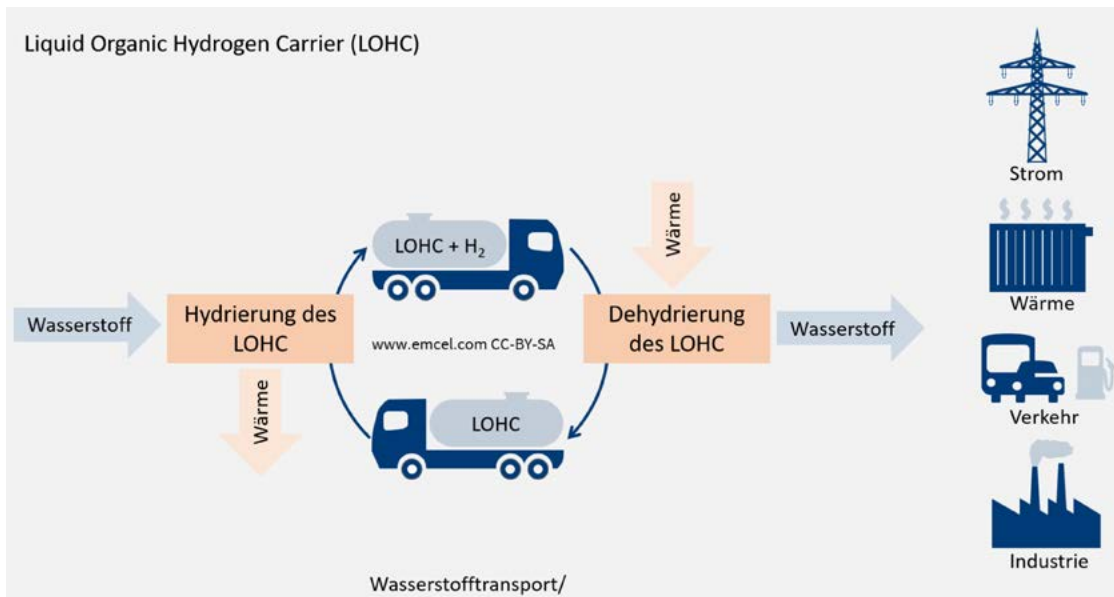 Liquid Organic Hydrogen Carrier (LOHC)
Strom
Wärme
LOHC + H₂
Wärme
Wasserstoff
Hydrierung des
LOHC
www.emcel.com CC-BY-SA
Dehydrierung
des LOHC
Wasserstoff
Wärme
LOHC
Verkehr
Industrie
Wasserstofftransport/